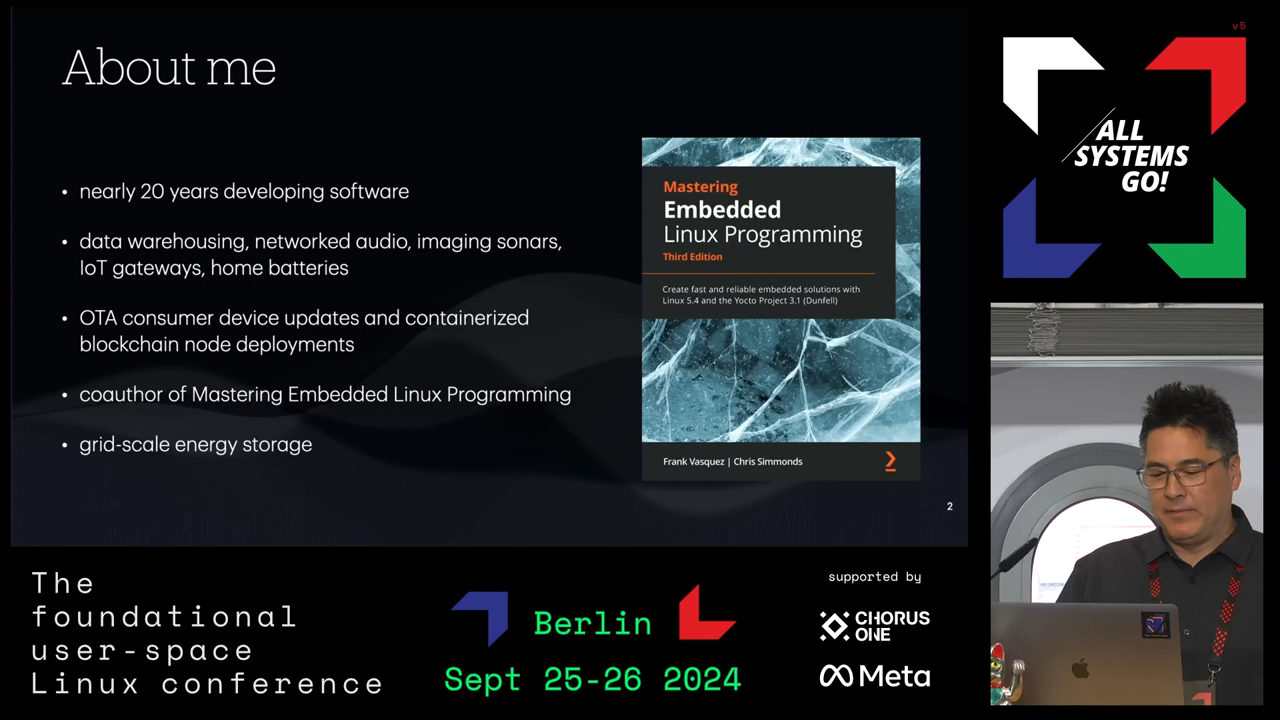 About me
• nearly 20 years developing software
• data warehousing, networked audio, imaging sonars,
IoT gateways, home batteries
• OTA consumer device updates and containerized
blockchain node deployments
• coauthor of Mastering Embedded Linux Programming
• grid-scale energy storage
Mastering
Embedded
Linux Programming
Third Edition
Create fast and reliable embedded solutions with
Linux 5.4 and the Yocto Project 3.1 (Dunfell)
Frank Vasquez | Chris Simmonds
2
v5
ALL
SYSTEMS
GO!
The
foundational
user-space
Linux conference
Berlin
Sept 25-26 2024
supported by
CHORUS
ONE
Meta